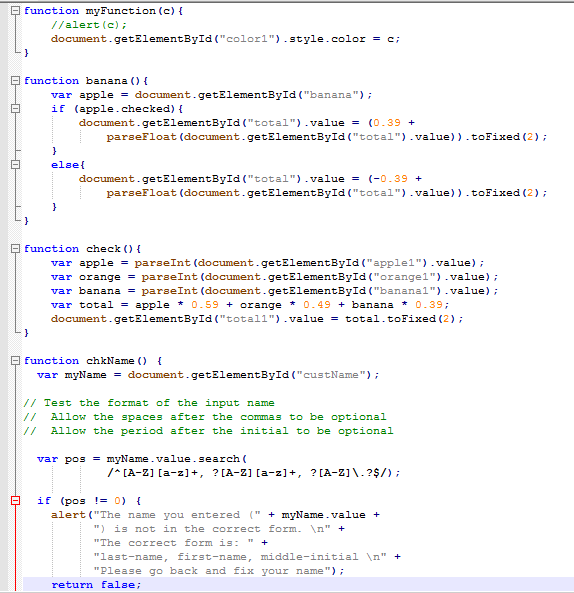 function myFunction(c){
//alert(c);
document.getElementById("color1").style.color = c;
}
function banana(){
var apple = document.getElementById("banana");
if (apple.checked){
document.getElementById("total").value = (0.39 +
parseFloat(document.getElementById("total").value)).toFixed(2);
}
else{
document.getElementById("total").value = (-0.39 +
parseFloat(document.getElementById("total").value)).toFixed(2);
}
}
function check(){
var apple = parseInt(document.getElementById("apple1").value);
var orange = parseInt(document.getElementById("orange1").value);
var banana = parseInt(document.getElementById("banana1").value);
var total = apple * 0.59 + orange * 0.49 + banana * 0.39;
document.getElementById("total1").value = total.toFixed(2);
}
function chkName() {
var myName = document.getElementById("custName");
// Test the format of the input name
//  Allow the spaces after the commas to be optional
//  Allow the period after the initial to be optional
var pos = myName.value.search(
/^[A-Z][a-z]+, ?[A-Z][a-z]+, ?[A-Z]\.?$/);
if (pos != 0) {
alert("The name you entered (" + myName.value +
") is not in the correct form. \n" +
"The correct form is: " +
"last-name, first-name, middle-initial \n" +
"Please go back and fix your name");
return false;